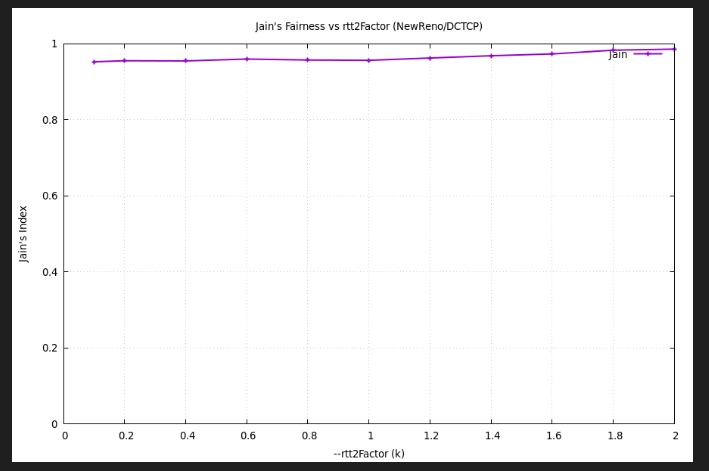 Jain's Fairness vs rtt2Factor (NewReno/DCTCP)
1
Jain
0.8
0.6
0.4
0.2
0
Jain's Index
0 0.2 0.4 0.6 0.8 1 1.2 1.4 1.6 1.8 2
--rtt2Factor (k)